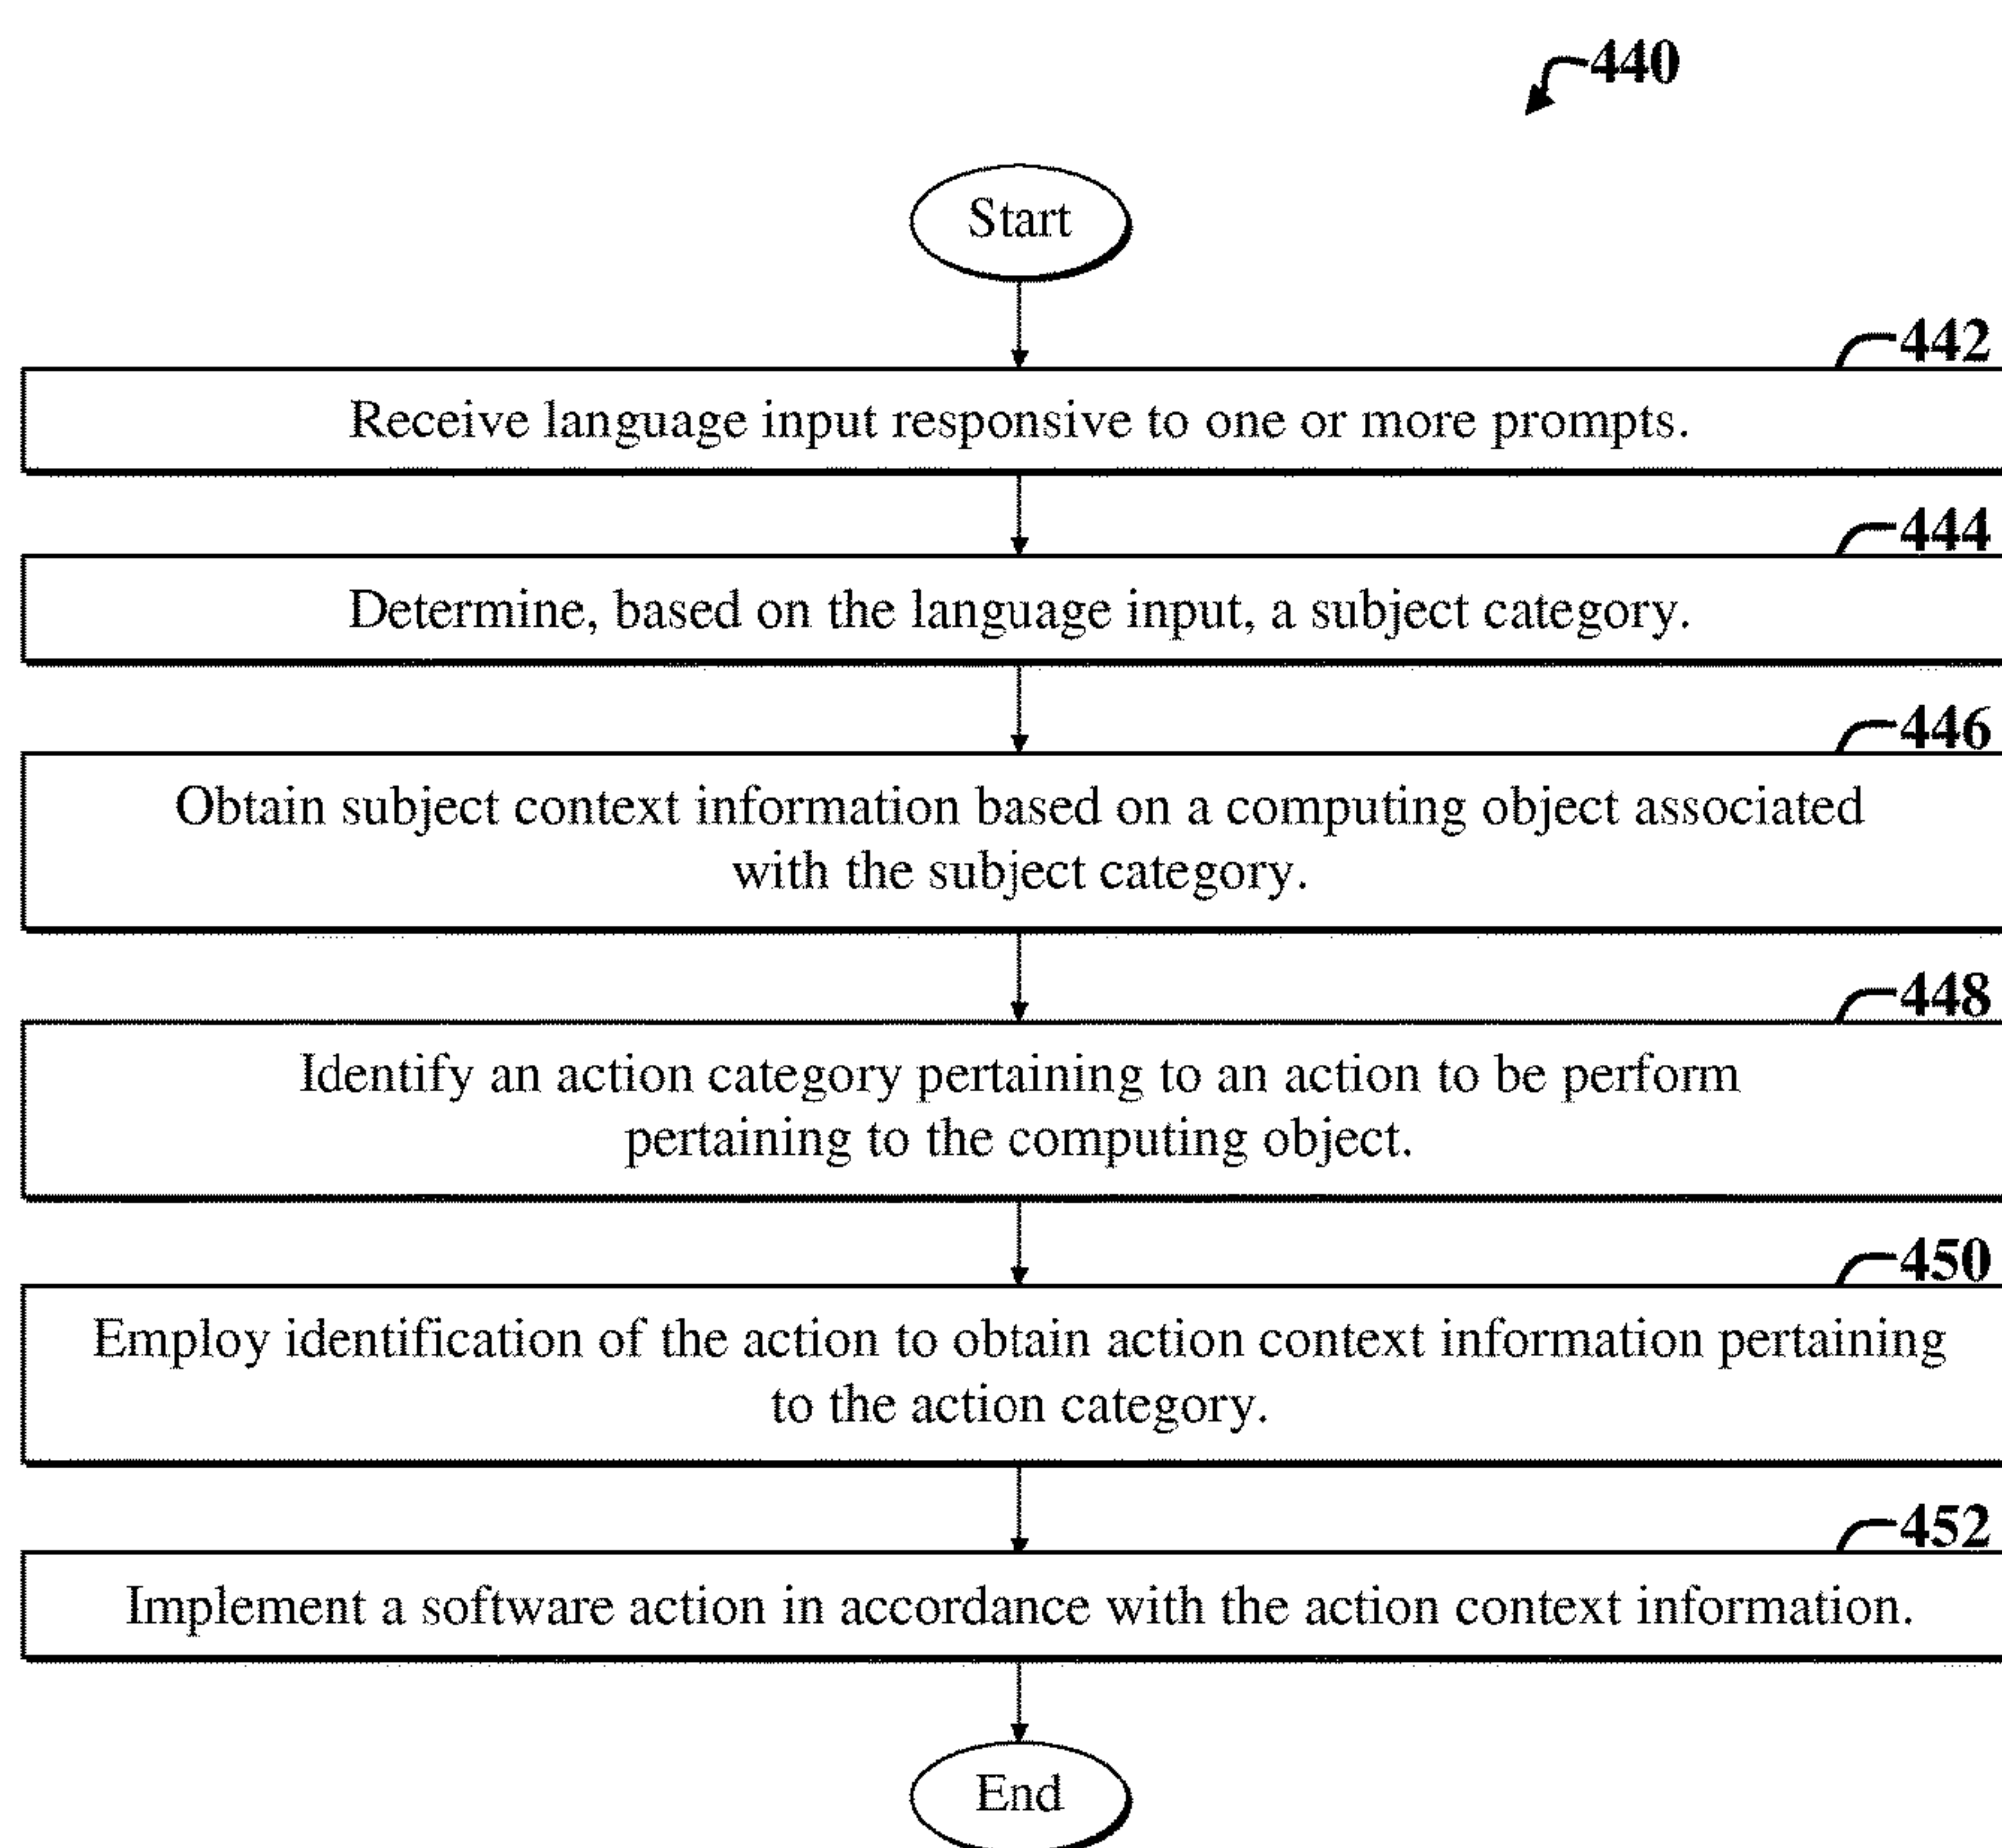 440
Start
442
Receive language input responsive to one or more prompts.
444
Determine, based on the language input, a subject category.
446
Obtain subject context information based on a computing object associated
with the subject category.
448
Identify an action category pertaining to an action to be perform
pertaining to the computing object.
450
Employ identification of the action to obtain action context information pertaining
to the action category.
452
Implement a software action in accordance with the action context information.
End